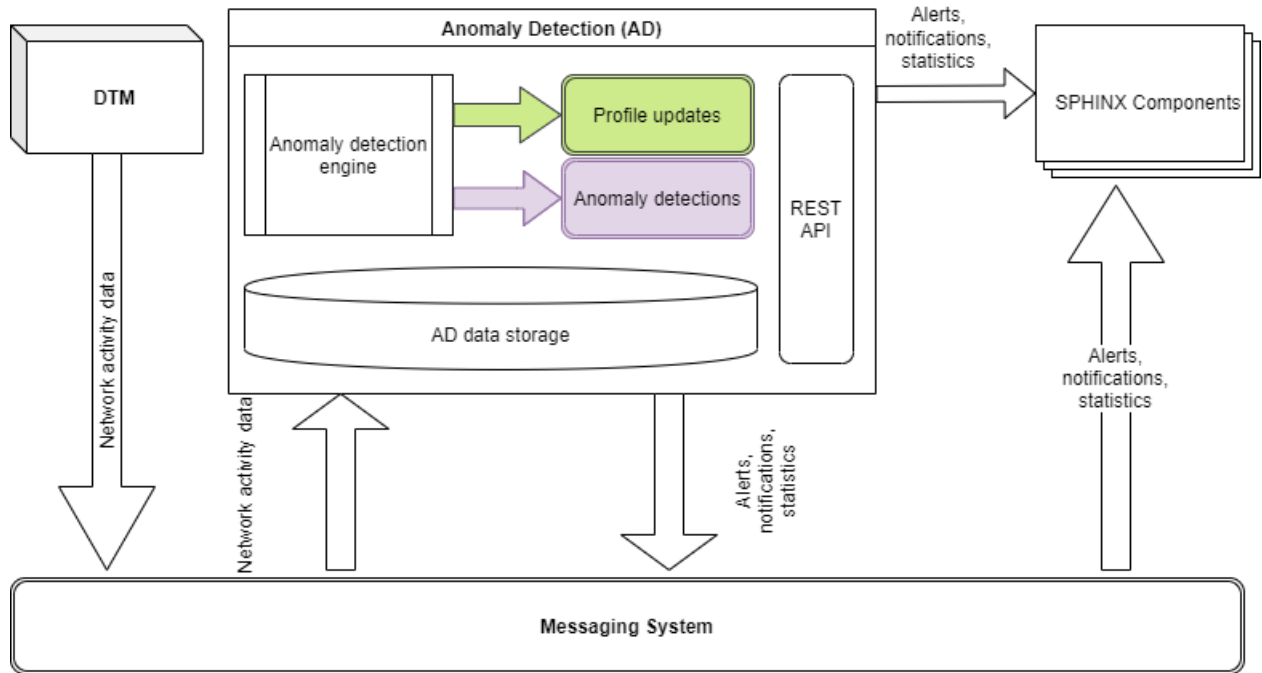 DTM
Network activity data
Anomaly Detection (AD)
Anomaly detection
engine
Profile updates
Anomaly detections
REST
API
AD data storage
Alerts,
notifications,
statistics
SPHINX Components
Network activity data
Alerts,
notifications,
statistics
Alerts,
notifications,
statistics
Messaging System